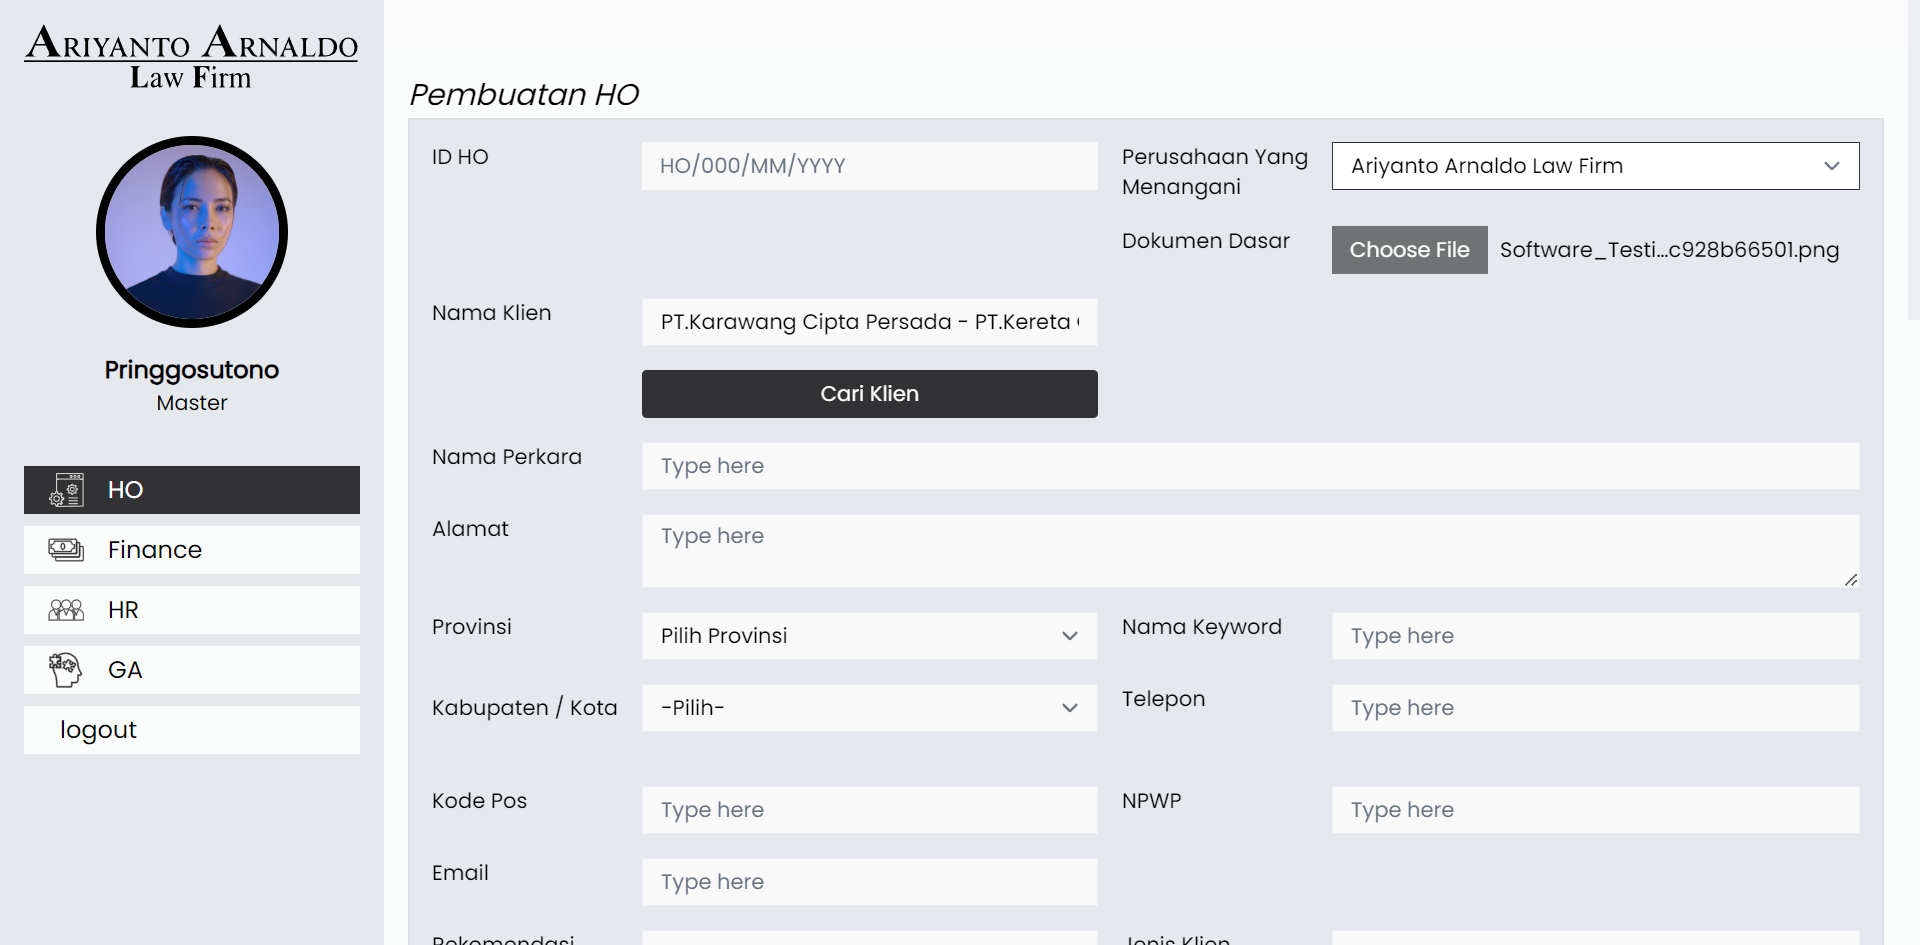 ARIYANTO ARNALDO
Law Firm
Pringgosutono
Master
HO
Finance
HR
GA
logout
Pembuatan HO
ID HO
HO/000/MM/YYYY
Perusahaan Yang
Menangani
Ariyanto Arnaldo Law Firm
Dokumen Dasar
Choose File
Software_Testi...c928b66501.png
Nama Klien
PT.Karawang Cipta Persada - PT.Kereta
Cari Klien
Nama Perkara
Type here
Alamat
Type here
Provinsi
Pilih Provinsi
Nama Keyword
Type here
Kabupaten / Kota
-Pilih-
Telepon
Type here
Kode Pos
Type here
NPWP
Type here
Email
Type here
Rekomendasi
Jenis Klien